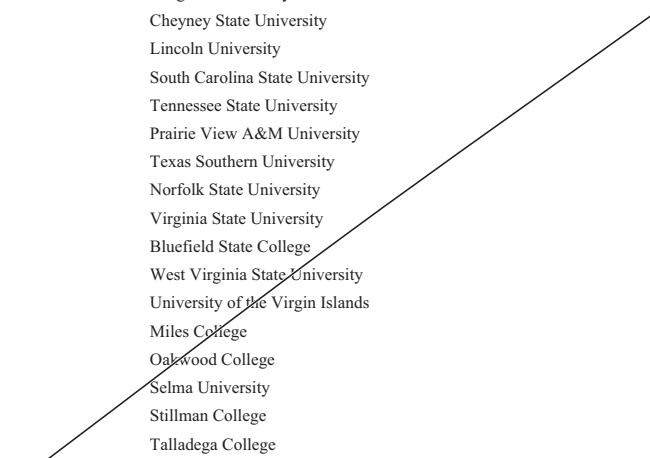 Cheyney State University
Lincoln University
South Carolina State University
Tennessee State University
Prairie View A&M University
Texas Southern University
Norfolk State University
Virginia State University
Bluefield State College
West Virginia State University
University of the Virgin Islands
Miles College
Oakwood College
Selma University
Stillman College
Talladega College